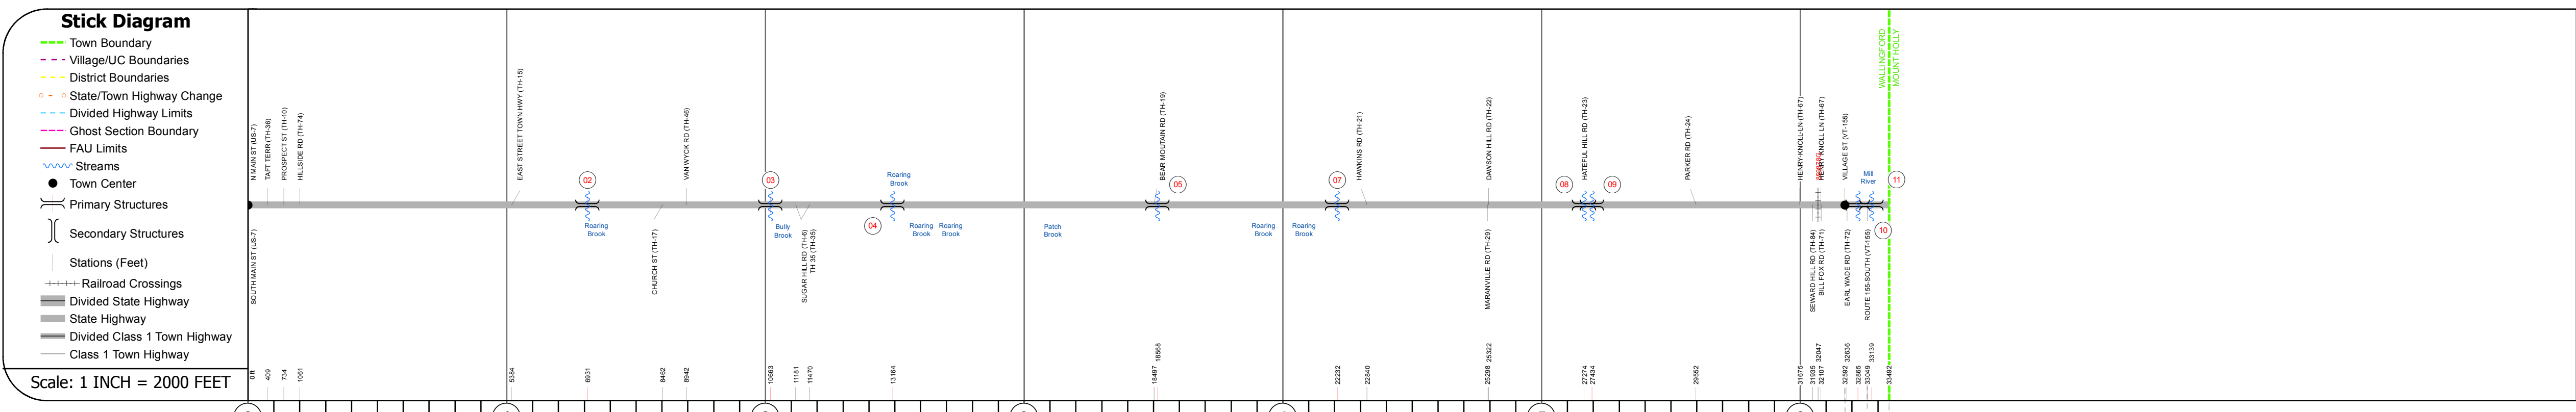 Stick Diagram
Town Boundary
Village/UC Boundaries
District Boundaries
State/Town Highway Change
Divided Highway Limits
Ghost Section Boundary
FAU Limits
Streams
Town Center
Primary Structures
Secondary Structures
Stations (Feet)
Railroad Crossings
Divided State Highway
State Highway
Divided Class 1 Town Highway
Class 1 Town Highway
Scale: 1 INCH = 2000 FEET
N MAIN ST (US-7)
TAFT TERR (TH-36)
PROSPECT ST (TH-10)
HILLSIDE RD (TH-74)
EAST STREET TOWN HWY (TH-15)
VAN WYCK RD (TH-46)
BEAR MOUTAIN RD (TH-19)
HAWKINS RD (TH-21)
DAWSON HILL RD (TH-22)
HATEFUL HILL RD (TH-23)
PARKER RD (TH-24)
HENRY-KNOLL-LN (TH-67)
HENRY KNOLL LN (TH-67)
VILLAGE ST (VT-155)
WALLINGFORD
MOUNT HOLLY
02
03
Roaring
Brook
05
07
08
09
Mill
River
11
Roaring
Brook
Bully
Brook
04
Roaring
Brook
Roaring
Brook
Patch
Brook
Roaring
Brook
Roaring
Brook
10
SOUTH MAIN ST (US-7)
CHURCH ST (TH-17)
SUGAR HILL RD (TH-6)
TH 35 (TH-35)
MARANVILLE RD (TH-29)
SEWARD HILL RD (TH-84)
BILL FOX RD (TH-71)
EARL WADE RD (TH-72)
ROUTE 155-SOUTH (VT-155)
0 ft
409
734
1061
5384
6931
8462
8942
10663
11181
11470
13164
18497
18568
22232
22840
25298
25322
27274
27434
29552
31675
31935
32047
32107
32592
32636
32865
33049
33139
33492